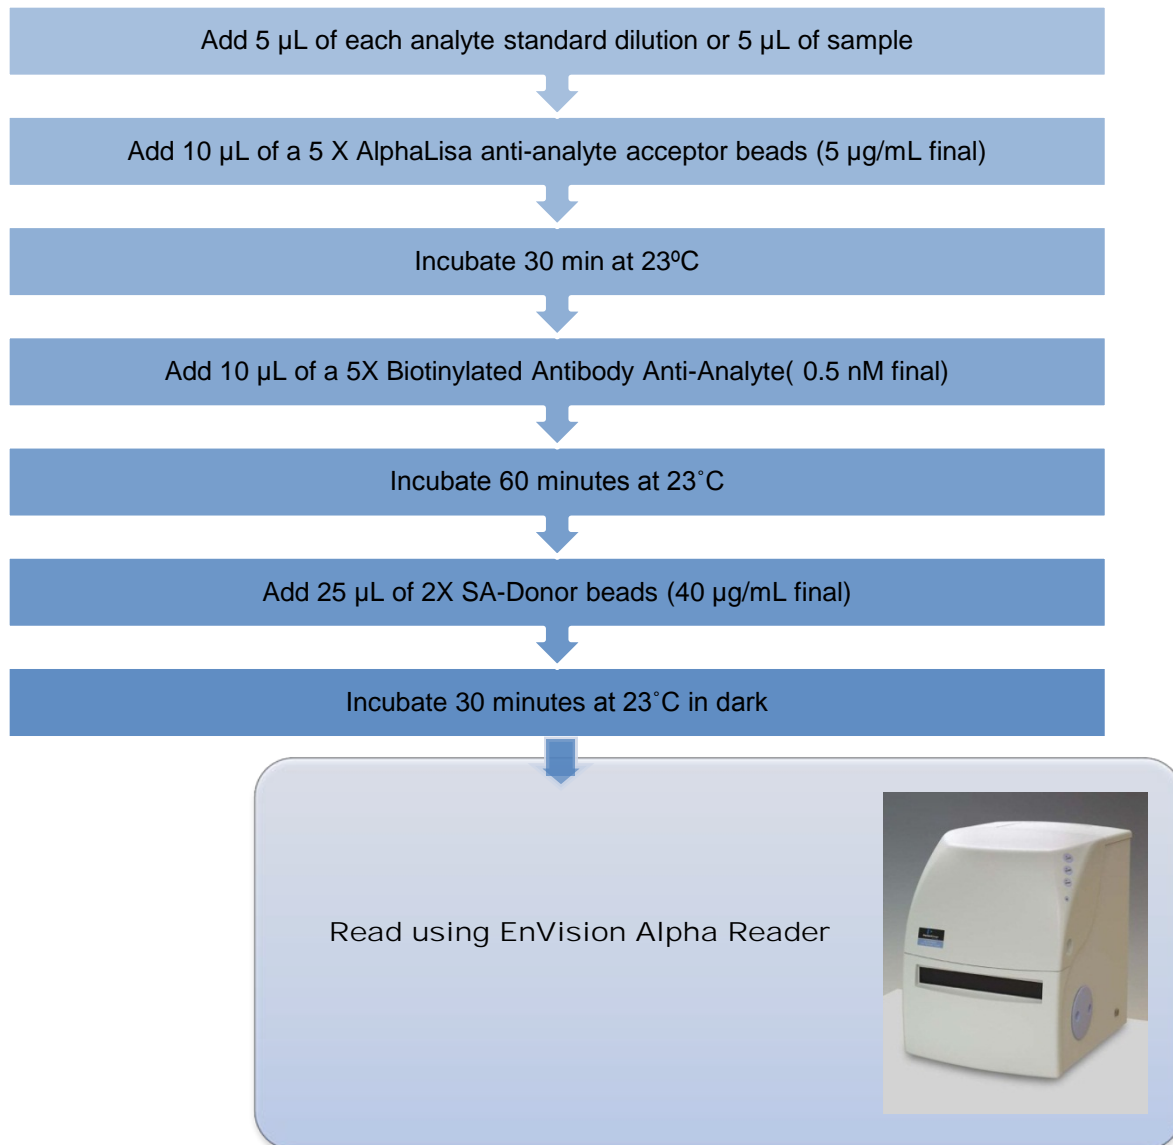 Add 5 µL of each analyte standard dilution or 5 µL of sample
Add 10 µL of a 5 X AlphaLisa anti-analyte acceptor beads (5 µg/mL final)
Incubate 30 min at 23ºC
Add 10 µL of a 5X Biotinylated Antibody Anti-Analyte( 0.5 nM final)
Incubate 60 minutes at 23˚C
Add 25 µL of 2X SA-Donor beads (40 µg/mL final)
Incubate 30 minutes at 23˚C in dark
Read using EnVision Alpha Reader